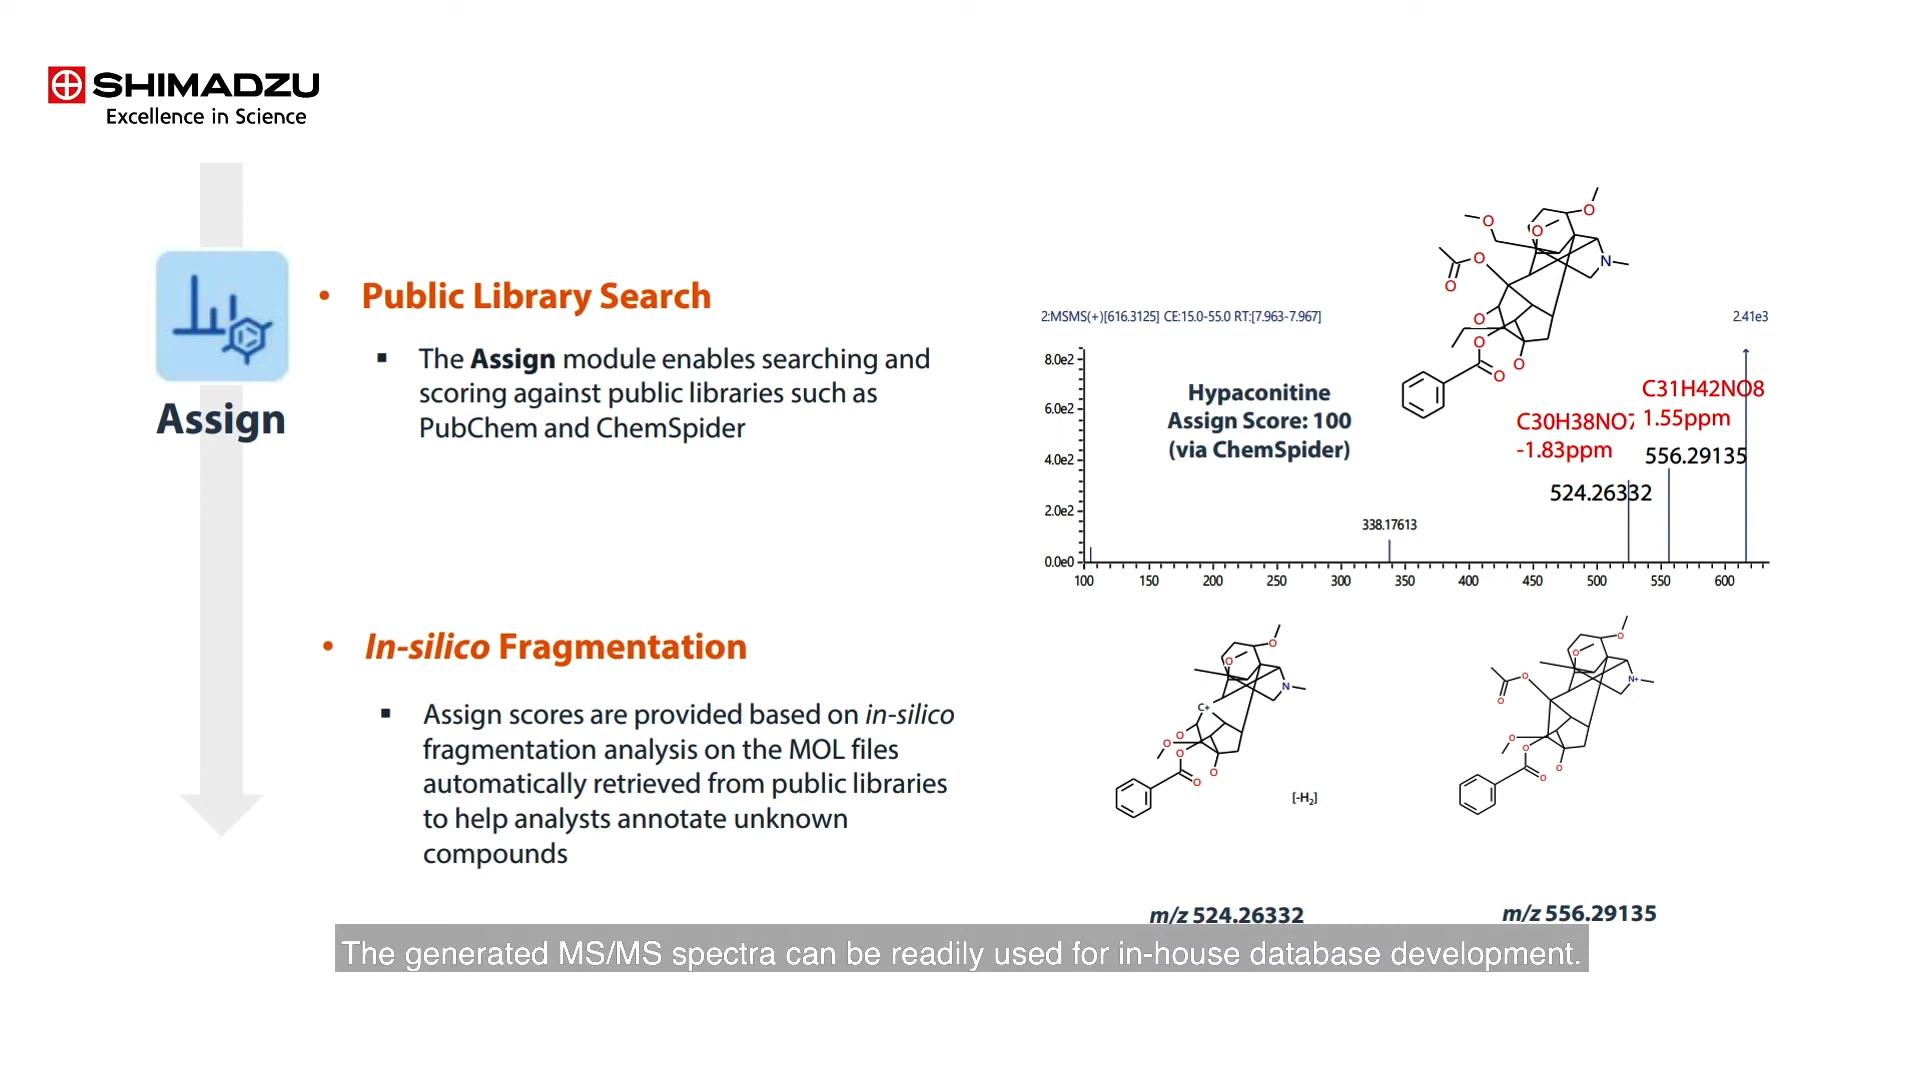 SHIMADZU
Excellence in Science
Assign
• Public Library Search
▪ The Assign module enables searching and
scoring against public libraries such as
PubChem and ChemSpider
• In-silico Fragmentation
▪ Assign scores are provided based on in-silico
fragmentation analysis on the MOL files
automatically retrieved from public libraries
to help analysts annotate unknown
compounds
2:MSMS(+)[616.3125] CE:15.0-55.0 RT:[7.963-7.967]
2.41e3
8.0e2
6.0e2
4.0e2
2.0e2
0.0e0
100 150 200 250 300 350 400 450 500 550 600
Hypaconitine
Assign Score: 100
(via ChemSpider)
338.17613
C30H38NO7
-1.83ppm
524.26332
C31H42NO8
1.55ppm
556.29135
O
O
O
N
O
O
O
O
O
O
O
O
N
C+
O
O
O
O
O
[-H2]
O
O
N+
O
O
O
O
O
O
m/z 524.26332
m/z 556.29135
The generated MS/MS spectra can be readily used for in-house database development.